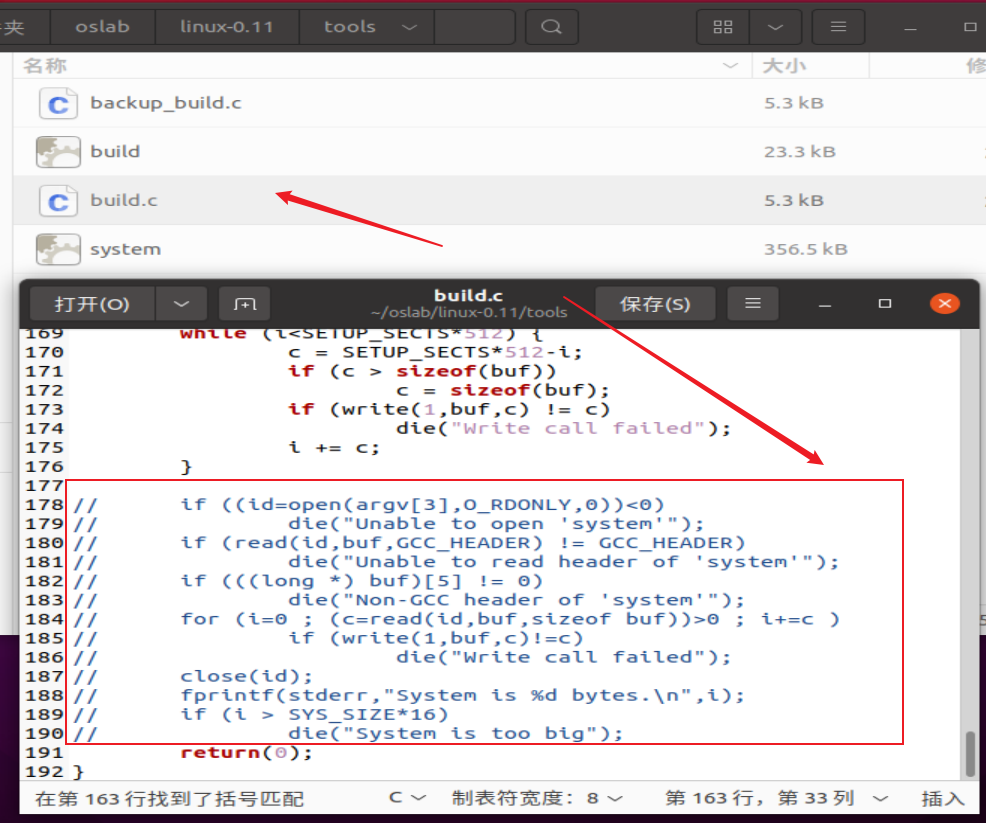 夹 oslab linux-0.11 tools
名称 大小 修
backup_build.c 5.3 kB
build 23.3 kB
build.c 5.3 kB
system 356.5 kB
打开(O) build.c 保存(S)
~/oslab/linux-0.11/tools
169 while (i<SETUP_SECTS*512) {
170 c = SETUP_SECTS*512-i;
171 if (c > sizeof(buf))
172 c = sizeof(buf);
173 if (write(1,buf,c) != c)
174 die("Write call failed");
175 i += c;
176 }
177
178 // if ((id=open(argv[3],O_RDONLY,0))<0)
179 // die("Unable to open 'system'");
180 // if (read(id,buf,GCC_HEADER) != GCC_HEADER)
181 // die("Unable to read header of 'system'");
182 // if (((long *) buf)[5] != 0)
183 // die("Non-GCC header of 'system'");
184 // for (i=0 ; (c=read(id,buf,sizeof buf))>0 ; i+=c )
185 // if (write(1,buf,c)!=c)
186 // die("Write call failed");
187 // close(id);
188 // fprintf(stderr,"System is %d bytes.\n",i);
189 // if (i > SYS_SIZE*16)
190 // die("System is too big");
191 return(0);
192 }
在第 163 行找到了括号匹配 C 制表符宽度：8 第 163 行，第 33 列 插入